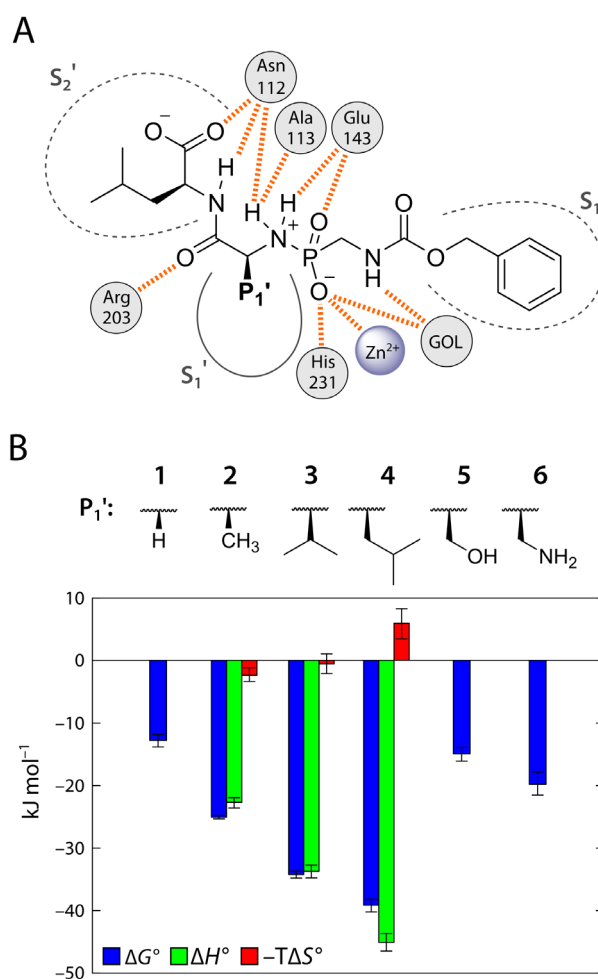 A
S2'
Asn
112
Ala
113
Glu
143
S1
O−
O
H
H
H
O
O
N
N+
P
N
O
O
H
O−
P1'
Arg
203
S1'
His
231
Zn2+
GOL
B
1 2 3 4 5 6
P1':
H
CH3
OH
NH2
10
0
−10
−20
−30
−40
−50
kJ mol−1
ΔG° ΔH° −TΔS°